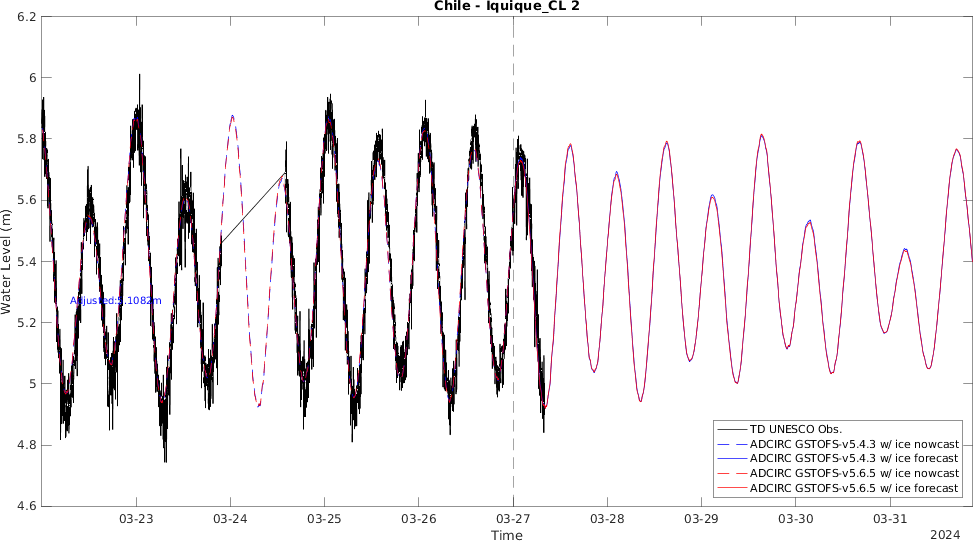 Chile - Iquique_CL 2
Water Level (m)
6.2
6
5.8
5.6
5.4
5.2
5
4.8
4.6
Adjusted:5.1082m
TD UNESCO Obs.
ADCIRC GSTOFS-v5.4.3 w/ ice nowcast
ADCIRC GSTOFS-v5.4.3 w/ ice forecast
ADCIRC GSTOFS-v5.6.5 w/ ice nowcast
ADCIRC GSTOFS-v5.6.5 w/ ice forecast
03-23 03-24 03-25 03-26 03-27 03-28 03-29 03-30 03-31
Time
2024